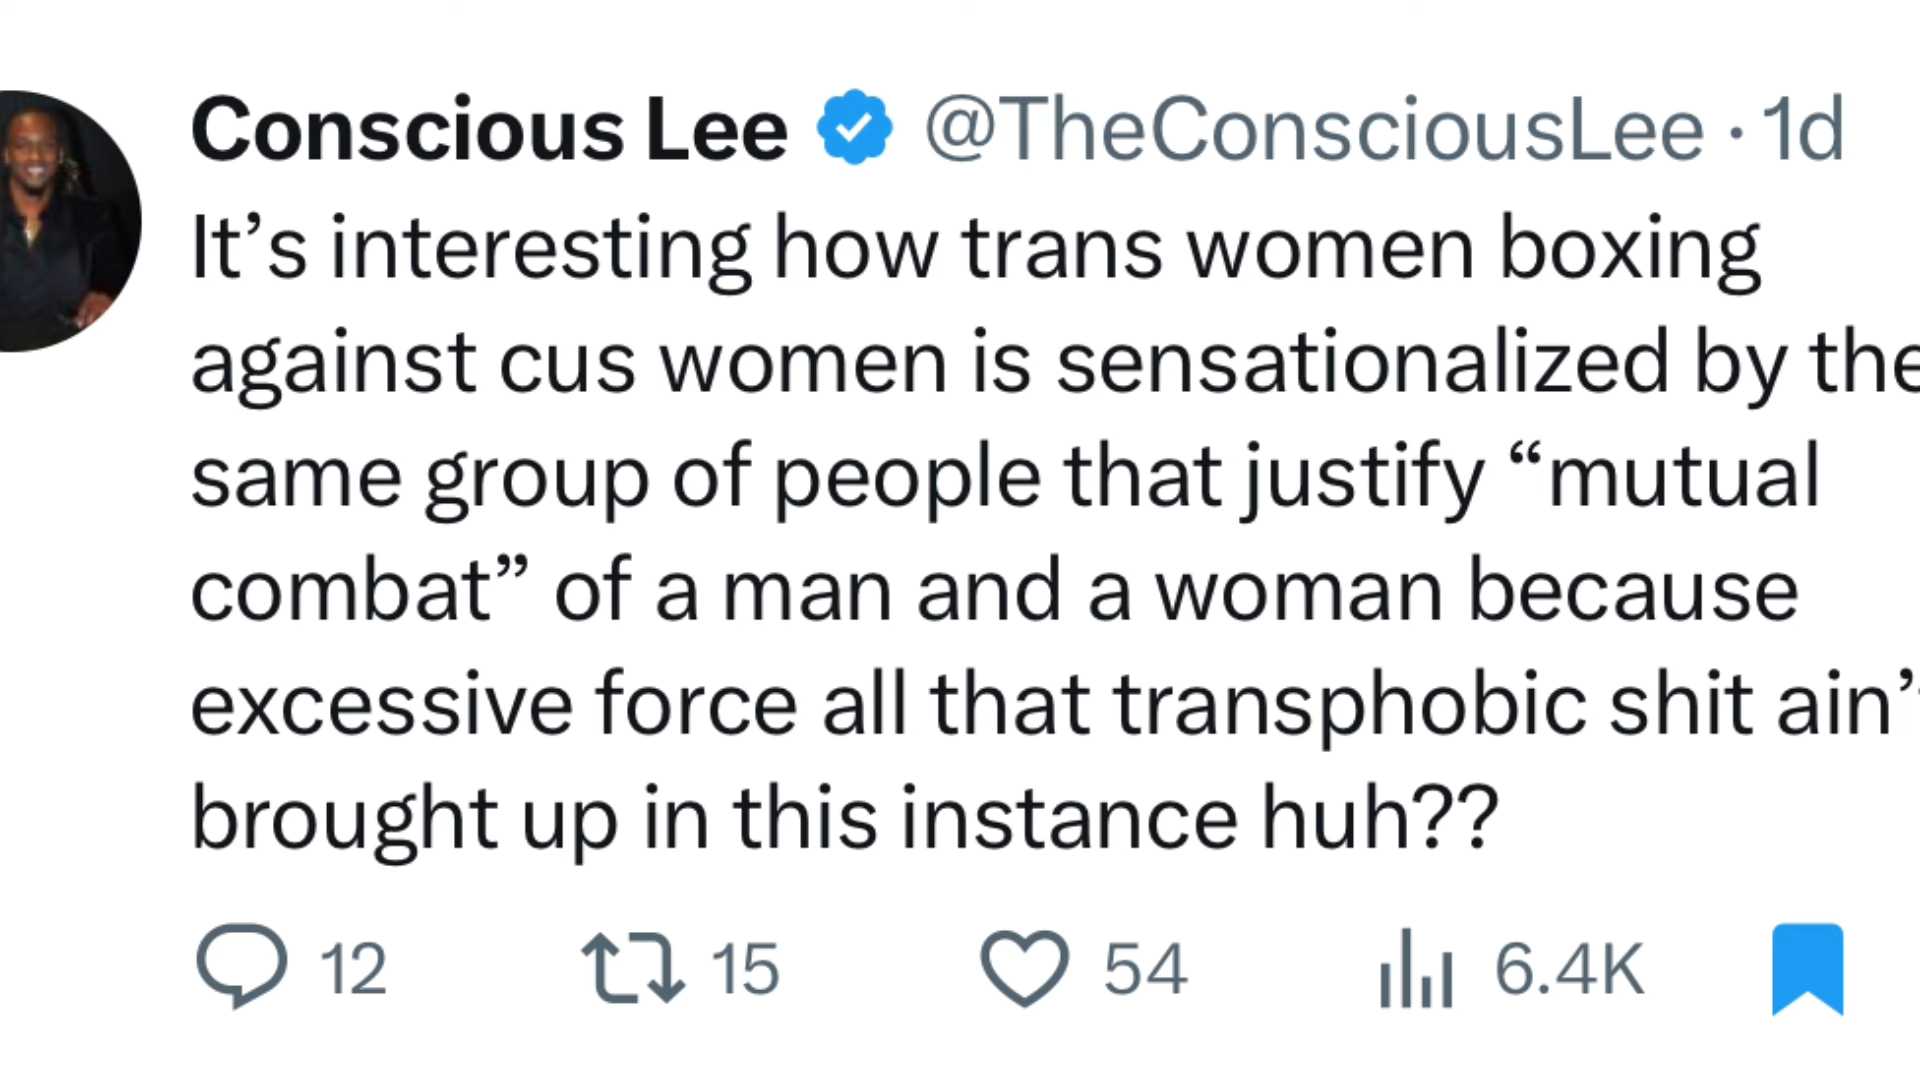 Conscious Lee @TheConsciousLee · 1d
It’s interesting how trans women boxing
against cus women is sensationalized by the
same group of people that justify “mutual
combat” of a man and a woman because
excessive force all that transphobic shit ain’t
brought up in this instance huh??
12 15 54 6.4K